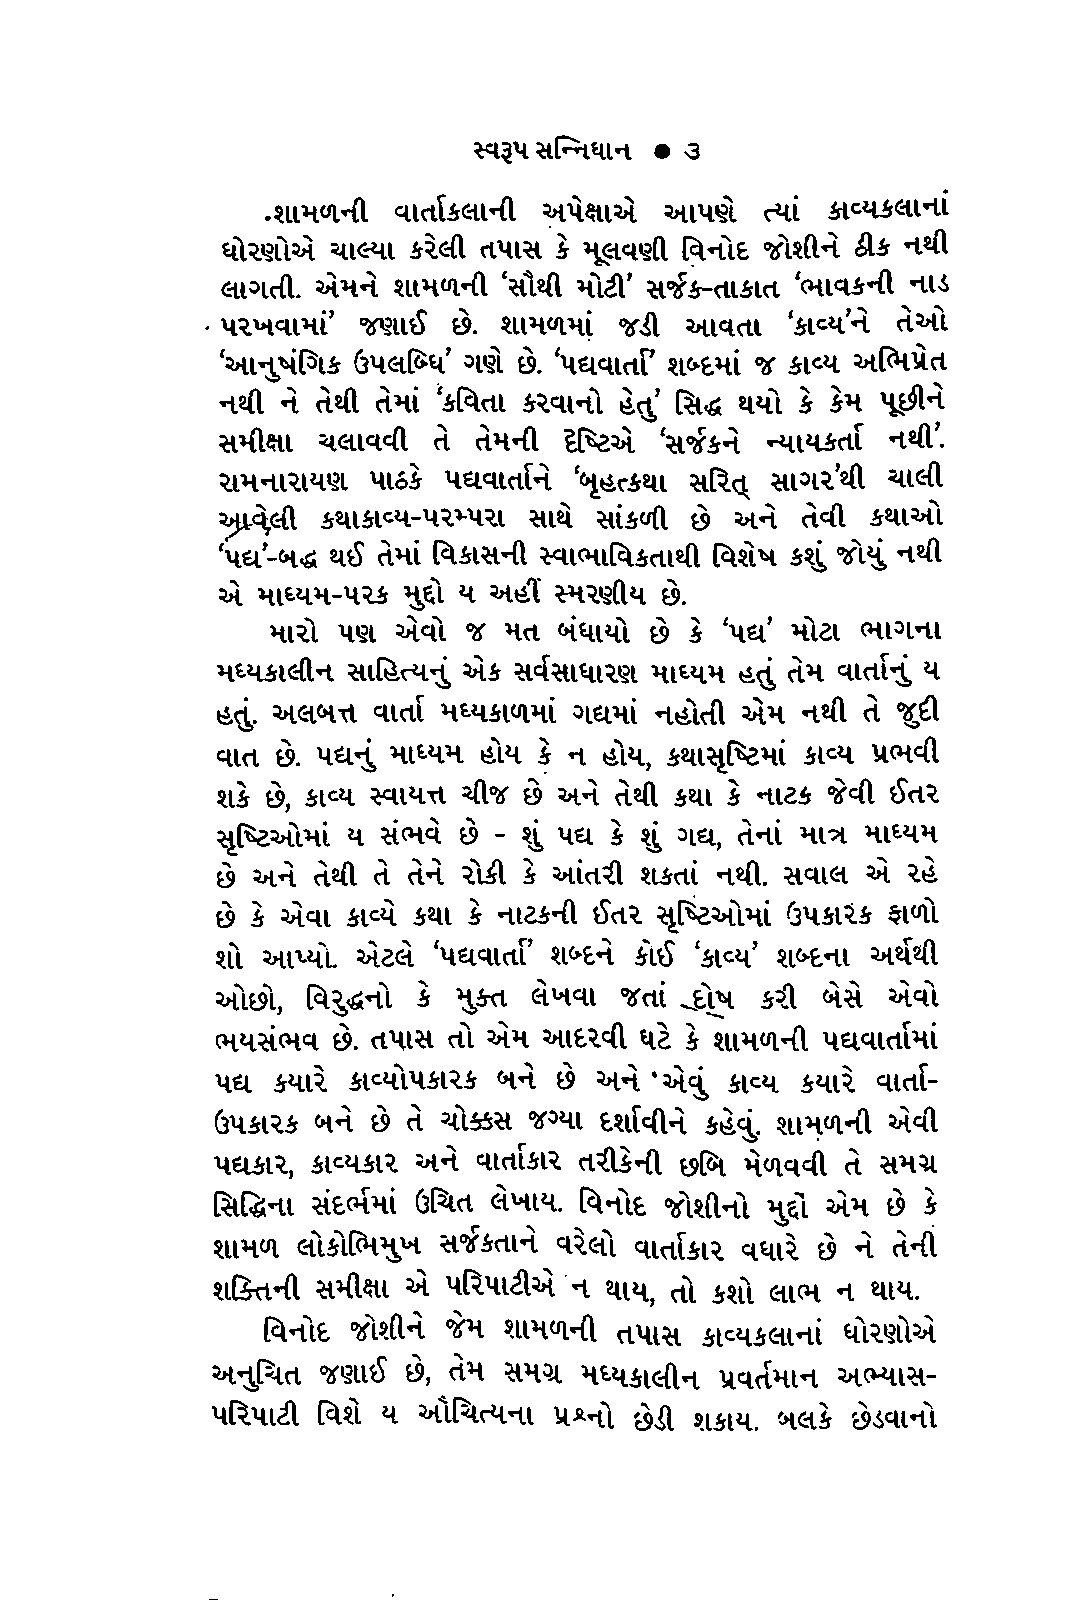 સ્વરૂપ સન્નિધાન ● ૩
શામળની વાર્તાકલાની અપેક્ષાએ આપણે ત્યાં કાવ્યકલાનાં
ધોરણોએ ચાલ્યા કરેલી તપાસ કે મૂલવણી વિનોદ જોશીને ઠીક નથી
લાગતી. એમને શામળની ‘સૌથી મોટી’ સર્જક-તાકાત ‘ભાવકની નાડ
પરખવામાં’ જણાઈ છે. શામળમાં જડી આવતા ‘કાવ્ય’ને તેઓ
‘આનુષંગિક ઉપલબ્ધિ’ ગણે છે. ‘પદ્યવાર્તા’ શબ્દમાં જ કાવ્ય અભિપ્રેત
નથી ને તેથી તેમાં ‘કવિતા કરવાનો હેતુ’ સિદ્ધ થયો કે કેમ પૂછીને
સમીક્ષા ચલાવવી તે તેમની દૃષ્ટિએ ‘સર્જકને ન્યાયકર્તા નથી’.
રામનારાયણ પાઠકે પદ્યવાર્તાને ‘બૃહત્કથા સરિત્ સાગર’થી ચાલી
આવેલી કથાકાવ્ય-પરમ્પરા સાથે સાંકળી છે અને તેવી કથાઓ
‘પદ્ય’-બદ્ધ થઈ તેમાં વિકાસની સ્વાભાવિકતાથી વિશેષ કશું જોયું નથી
એ માધ્યમ-પરક મુદ્દો ય અહીં સ્મરણીય છે.
મારો પણ એવો જ મત બંધાયો છે કે ‘પદ્ય’ મોટા ભાગના
મધ્યકાલીન સાહિત્યનું એક સર્વસાધારણ માધ્યમ હતું તેમ વાર્તાનું ય
હતું. અલબત્ત વાર્તા મધ્યકાળમાં ગદ્યમાં નહોતી એમ નથી તે જુદી
વાત છે. પદ્યનું માધ્યમ હોય કે ન હોય, કથાસૃષ્ટિમાં કાવ્ય પ્રભવી
શકે છે, કાવ્ય સ્વાયત્ત ચીજ છે અને તેથી કથા કે નાટક જેવી ઈતર
સૃષ્ટિઓમાં ય સંભવે છે - શું પદ્ય કે શું ગદ્ય, તેનાં માત્ર માધ્યમ
છે અને તેથી તે તેને રોકી કે આંતરી શકતાં નથી. સવાલ એ રહે
છે કે એવા કાવ્યે કથા કે નાટકની ઈતર સૃષ્ટિઓમાં ઉપકારક ફાળો
શો આપ્યો. એટલે ‘પદ્યવાર્તા’ શબ્દને કોઈ ‘કાવ્ય’ શબ્દના અર્થથી
ઓછો, વિરુદ્ધનો કે મુક્ત લેખવા જતાં દોષ કરી બેસે એવો
ભયસંભવ છે. તપાસ તો એમ આદરવી ઘટે કે શામળની પદ્યવાર્તામાં
પદ્ય કયારે કાવ્યોપકારક બને છે અને એવું કાવ્ય કયારે વાર્તા-
ઉપકારક બને છે તે ચોક્કસ જગ્યા દર્શાવીને કહેવું. શામળની એવી
પદ્યકાર, કાવ્યકાર અને વાર્તાકાર તરીકેની છબિ મેળવવી તે સમગ્ર
સિદ્ધિના સંદર્ભમાં ઉચિત લેખાય. વિનોદ જોશીનો મુદ્દો એમ છે કે
શામળ લોકોભિમુખ સર્જકતાને વરેલો વાર્તાકાર વધારે છે ને તેની
શક્તિની સમીક્ષા એ પરિપાટીએ ન થાય, તો કશો લાભ ન થાય.
વિનોદ જોશીને જેમ શામળની તપાસ કાવ્યકલાનાં ધોરણોએ
અનુચિત જણાઈ છે, તેમ સમગ્ર મધ્યકાલીન પ્રવર્તમાન અભ્યાસ-
પરિપાટી વિશે ય ઔચિત્યના પ્રશ્નો છેડી શકાય. બલકે છેડવાનો